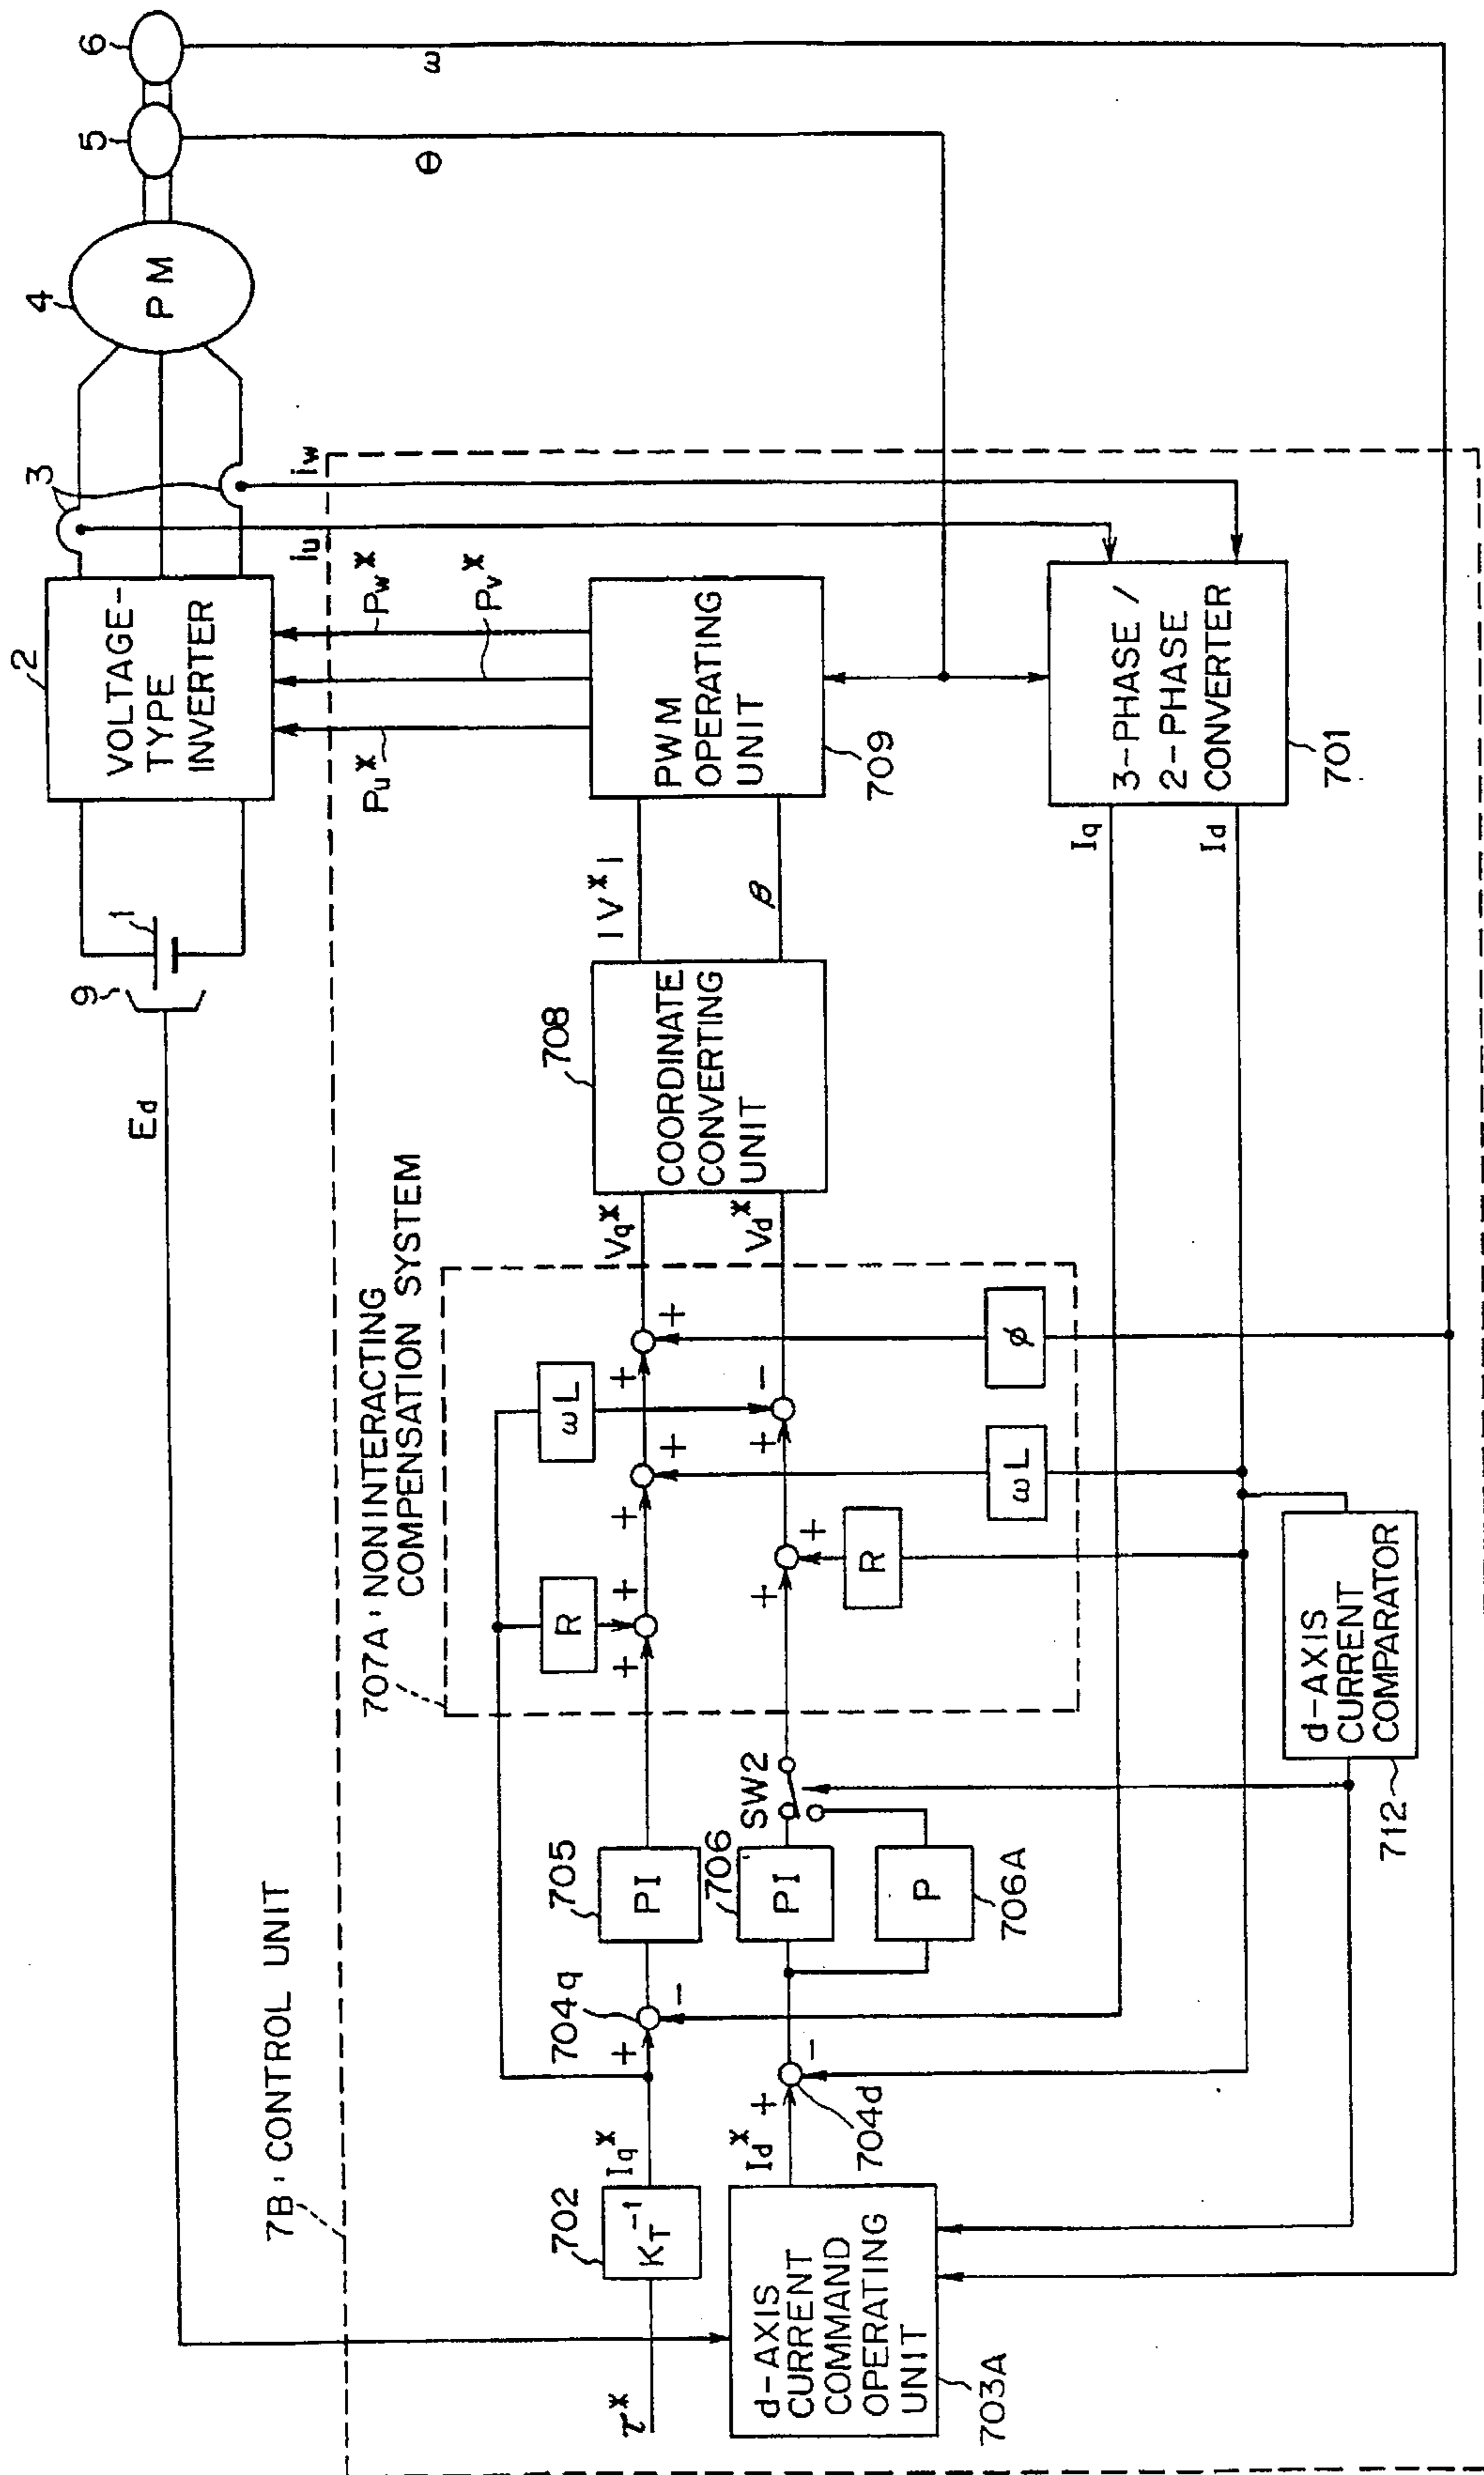 6
5
4
PM
ω
θ
3
iw
iu
2
VOLTAGE-
TYPE
INVERTER
Pw*
Pv*
Pu*
PWM
OPERATING
UNIT
709
3-PHASE /
2-PHASE
CONVERTER
701
Iq
Id
1
9
Ed
|V*|
β
708
COORDINATE
CONVERTING
UNIT
Vq*
Vd*
707A: NONINTERACTING
COMPENSATION SYSTEM
+
+
ωL
-
+
+
+
φ
ωL
R
+
+
+
+
R
d-AXIS
CURRENT
COMPARATOR
712
SW2
705
PI
706
PI
P
706A
7B: CONTROL UNIT
704q
+
-
704d
+
-
Iq*
Id*
702
KT⁻¹
τ*
d-AXIS
CURRENT
COMMAND
OPERATING
UNIT
703A